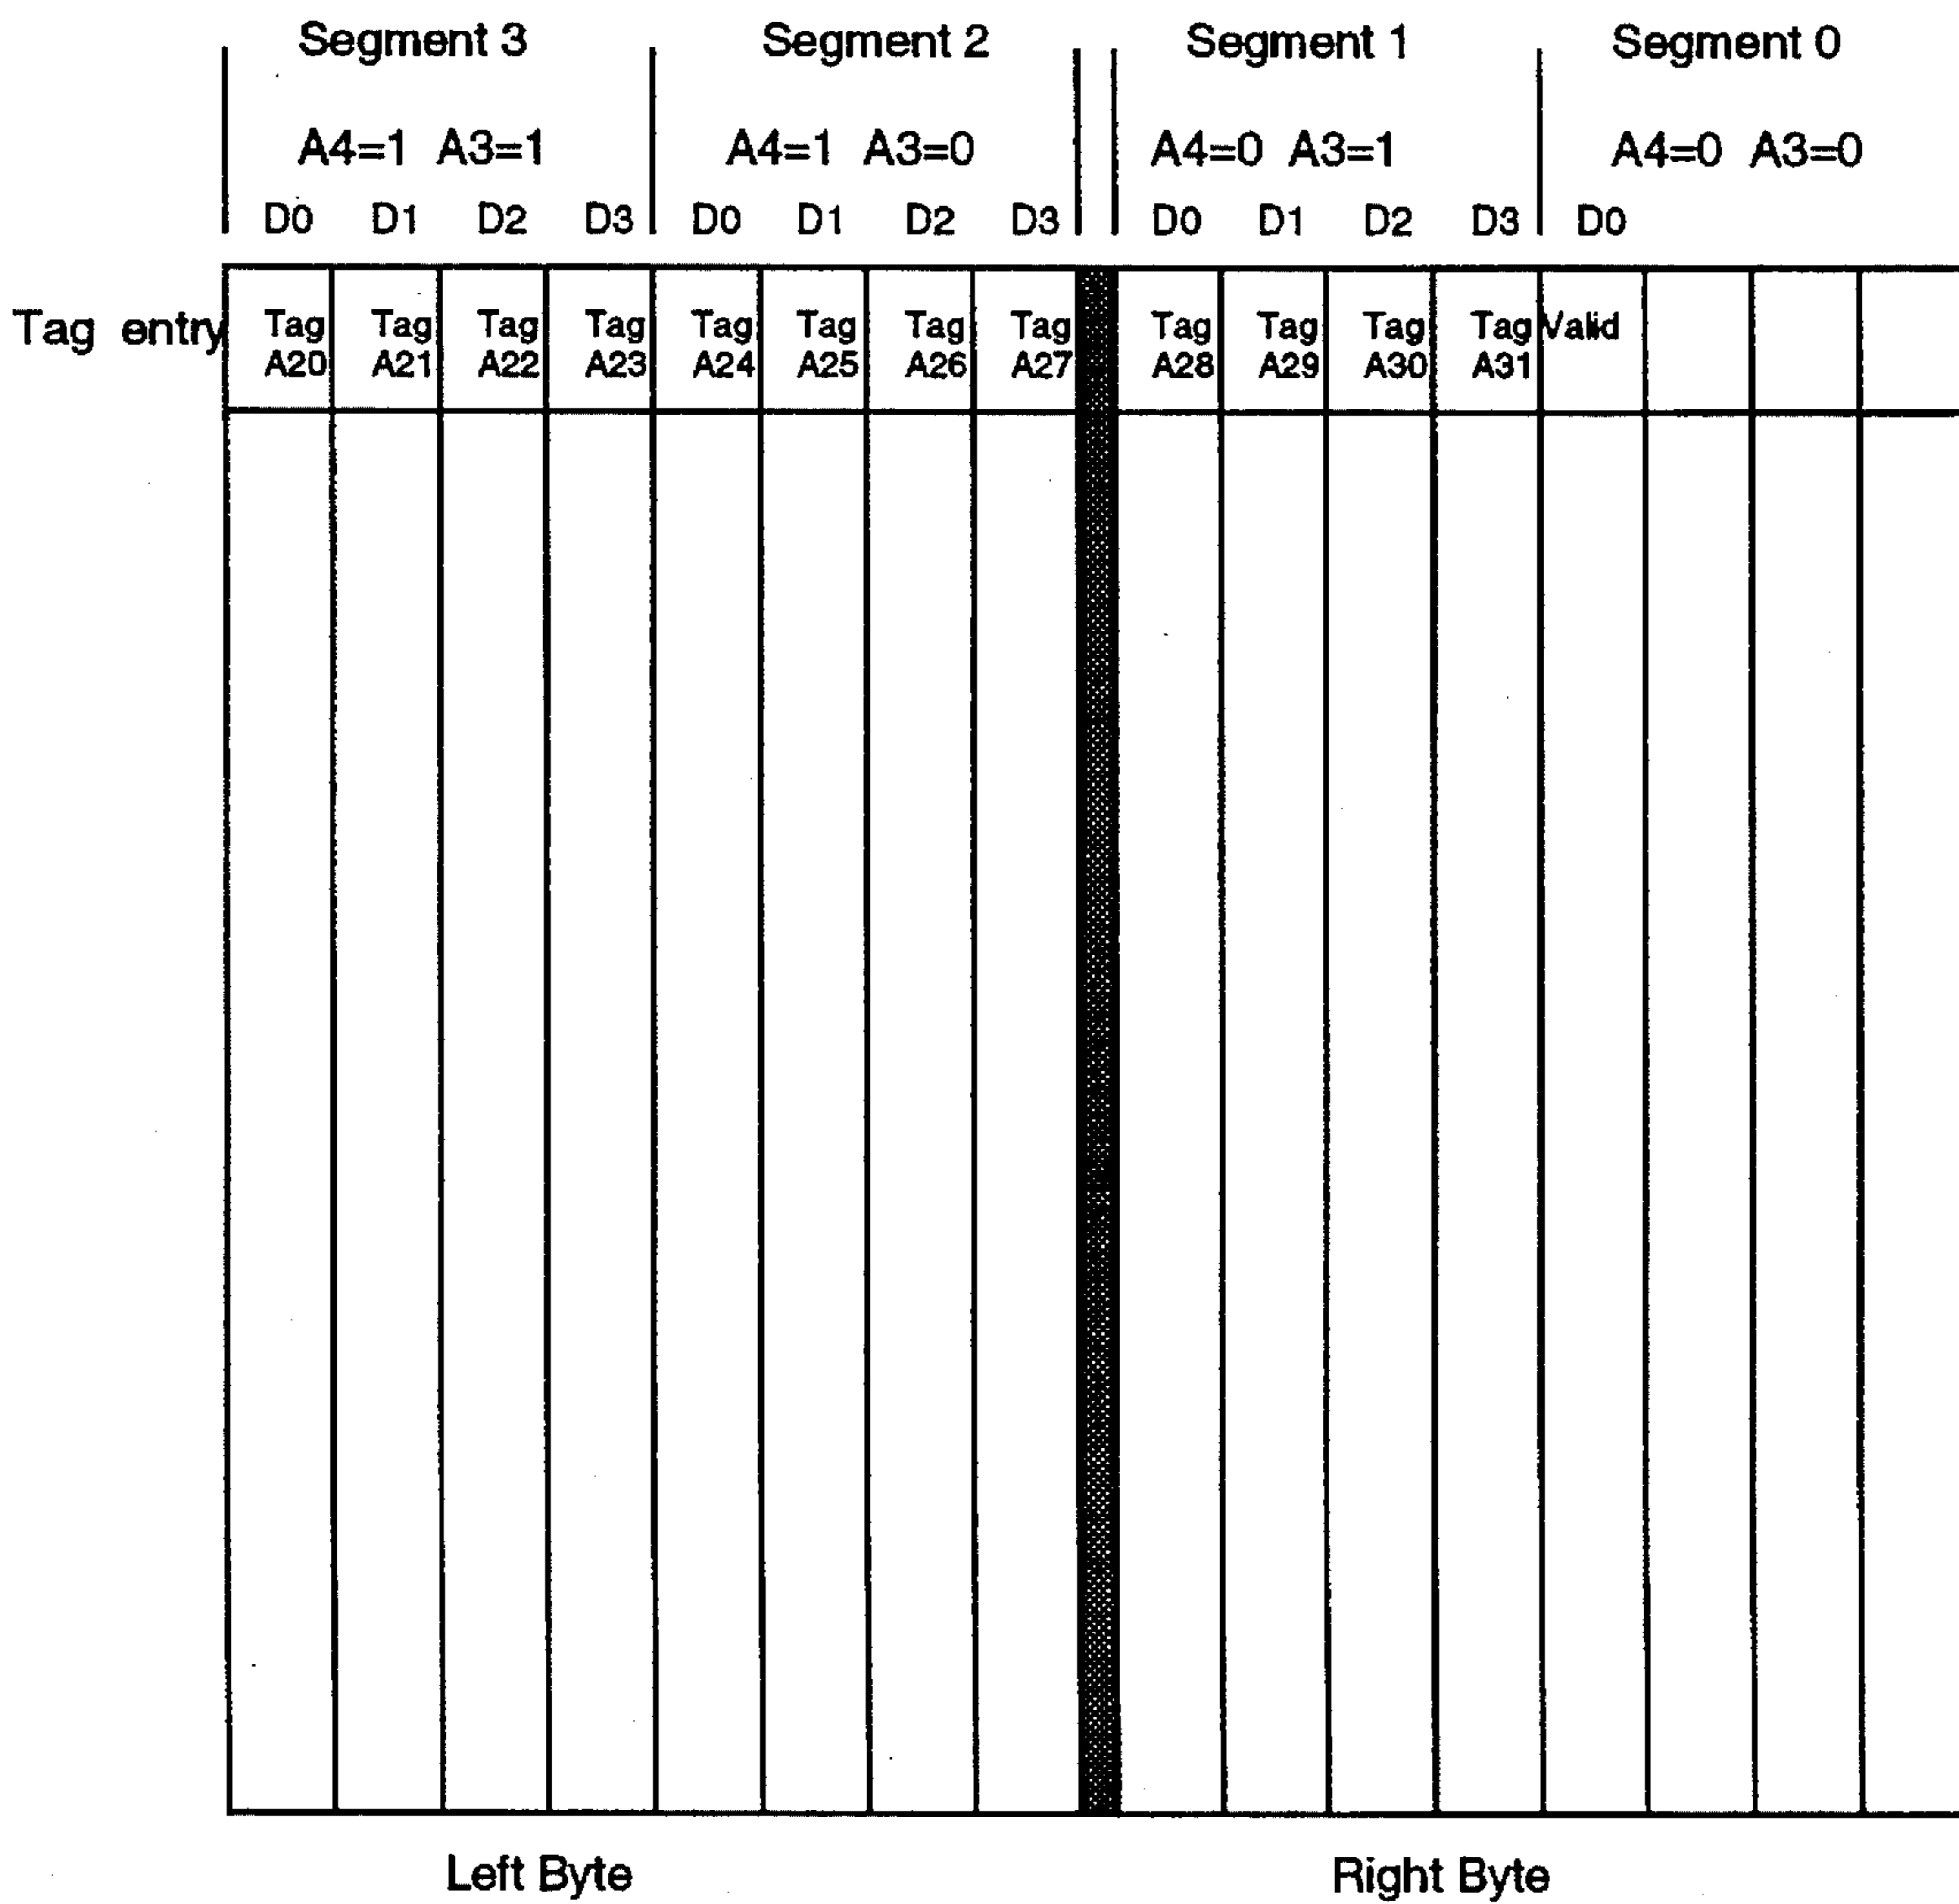 Segment 3 Segment 2 Segment 1 Segment 0
A4=1 A3=1 A4=1 A3=0 A4=0 A3=1 A4=0 A3=0
D0 D1 D2 D3 D0 D1 D2 D3 D0 D1 D2 D3 D0
Tag entry Tag Tag Tag Tag Tag Tag Tag Tag Tag Tag Tag Tag Valid
A20 A21 A22 A23 A24 A25 A26 A27 A28 A29 A30 A31
Left Byte Right Byte